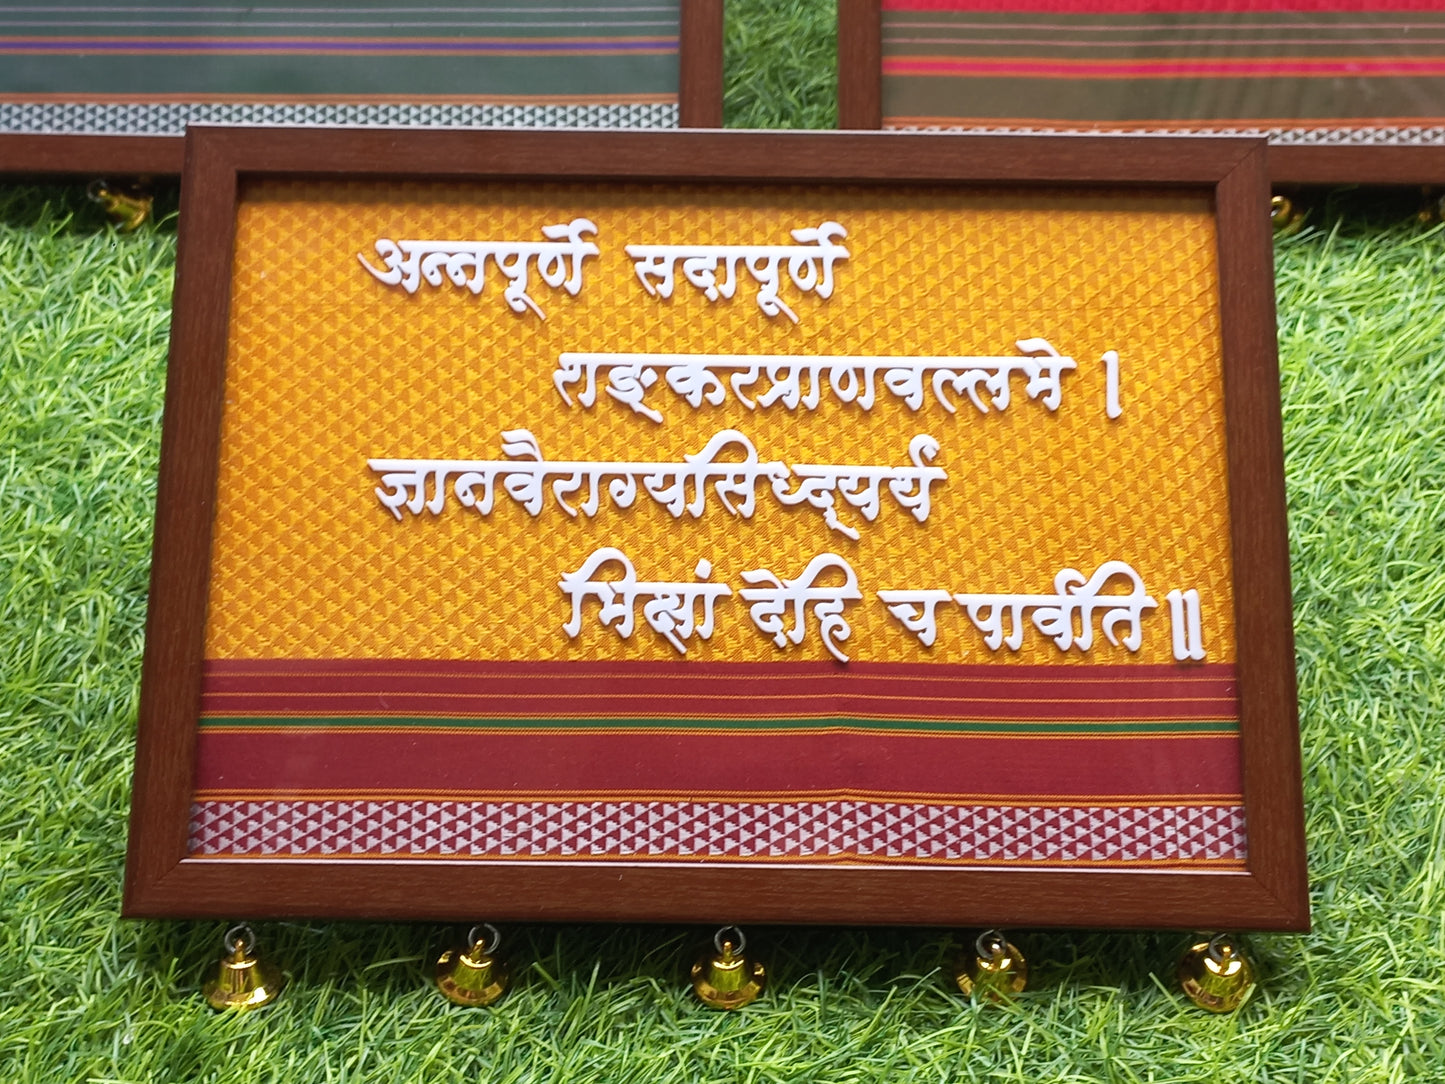 अन्नपूर्णे सदापूर्णे
शङ्करप्राणवल्लभे ।
ज्ञानवैराग्यसिध्द्यर्य
भिक्षां देहि च पार्वति ॥